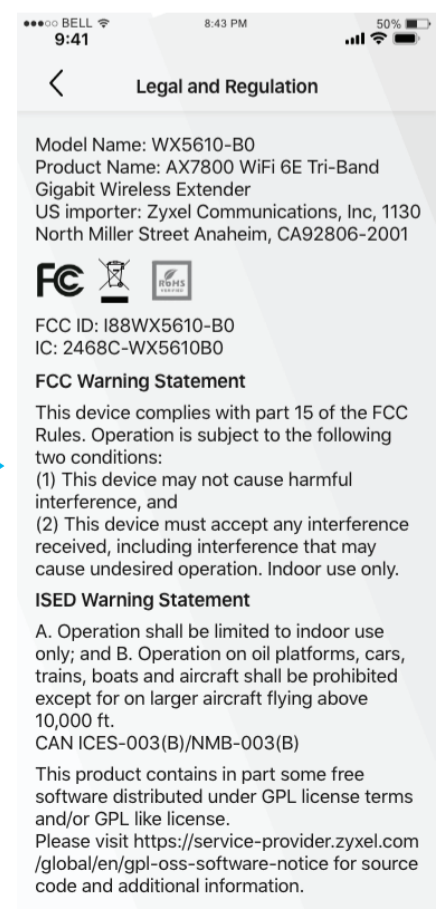 BELL 8:43 PM 50%
9:41
Legal and Regulation
Model Name: WX5610-B0
Product Name: AX7800 WiFi 6E Tri-Band
Gigabit Wireless Extender
US importer: Zyxel Communications, Inc, 1130
North Miller Street Anaheim, CA92806-2001
FC RoHS
FCC ID: I88WX5610-B0
IC: 2468C-WX5610B0
FCC Warning Statement
This device complies with part 15 of the FCC
Rules. Operation is subject to the following
two conditions:
(1) This device may not cause harmful
interference, and
(2) This device must accept any interference
received, including interference that may
cause undesired operation. Indoor use only.
ISED Warning Statement
A. Operation shall be limited to indoor use
only; and B. Operation on oil platforms, cars,
trains, boats and aircraft shall be prohibited
except for on larger aircraft flying above
10,000 ft.
CAN ICES-003(B)/NMB-003(B)
This product contains in part some free
software distributed under GPL license terms
and/or GPL like license.
Please visit https://service-provider.zyxel.com
/global/en/gpl-oss-software-notice for source
code and additional information.